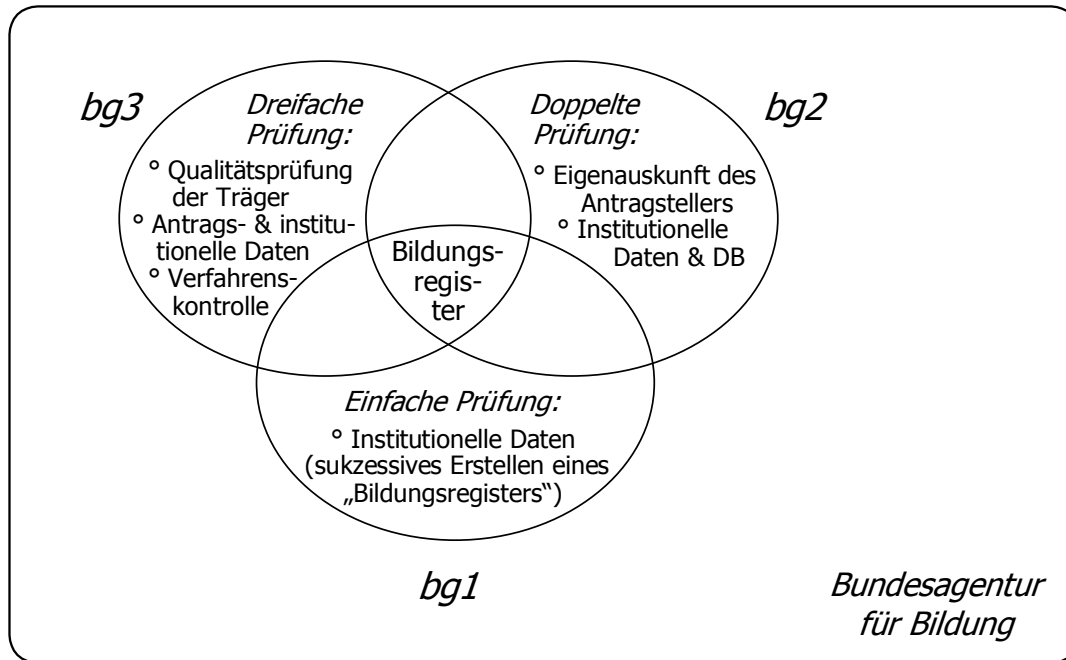 bg3
Dreifache
Prüfung:
° Qualitätsprüfung
der Träger
° Antrags- & institu-
tionelle Daten
° Verfahrens-
kontrolle
Doppelte
Prüfung:
bg2
° Eigenauskunft des
Antragstellers
° Institutionelle
Daten & DB
Bildungs-
regis-
ter
Einfache Prüfung:
° Institutionelle Daten
(sukzessives Erstellen eines
„Bildungsregisters“)
bg1
Bundesagentur
für Bildung